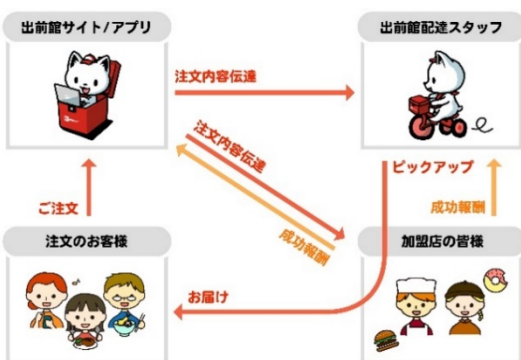 出前館サイト/アプリ
出前館配達スタッフ
注文内容伝達
注文内容伝達
成功報酬
ピックアップ
成功報酬
ご注文
注文のお客様
加盟店の皆様
お届け